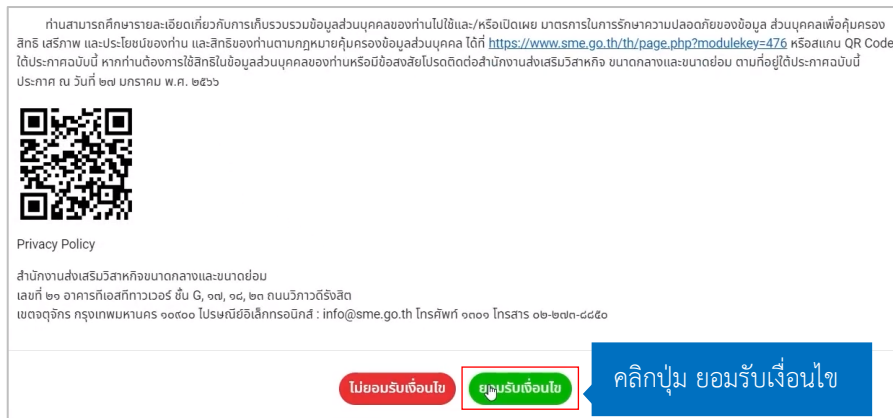 ท่านสามารถศึกษารายละเอียดเกี่ยวกับการเก็บรวบรวมข้อมูลส่วนบุคคลของท่านไปใช้และ/หรือเปิดเผย มาตรการในการรักษาความปลอดภัยของข้อมูล ส่วนบุคคลเพื่อคุ้มครอง
สิทธิ เสรีภาพ และประโยชน์ของท่าน และสิทธิของท่านตามกฎหมายคุ้มครองข้อมูลส่วนบุคคล ได้ที่ https://www.sme.go.th/th/page.php?modulekey=476 หรือสแกน QR Code
ใต้ประกาศฉบับนี้ หากท่านต้องการใช้สิทธิในข้อมูลส่วนบุคคลของท่านหรือมีข้อสงสัยโปรดติดต่อสำนักงานส่งเสริมวิสาหกิจ ขนาดกลางและขนาดย่อม ตามที่อยู่ใต้ประกาศฉบับนี้
ประกาศ ณ วันที่ ๒๗ มกราคม พ.ศ. ๒๕๖๖
Privacy Policy
สำนักงานส่งเสริมวิสาหกิจขนาดกลางและขนาดย่อม
เลขที่ ๒๑ อาคารทีเอสทีทาวเวอร์ ชั้น G, ๑๗, ๑๘, ๒๓ ถนนวิภาวดีรังสิต
เขตจตุจักร กรุงเทพมหานคร ๑๐๙๐๐ ไปรษณีย์อิเล็กทรอนิกส์ : info@sme.go.th โทรศัพท์ ๑๓๐๑ โทรสาร ๐๒-๒๗๓-๘๘๕๐
ไม่ยอมรับเงื่อนไข
ยอมรับเงื่อนไข
คลิกปุ่ม ยอมรับเงื่อนไข